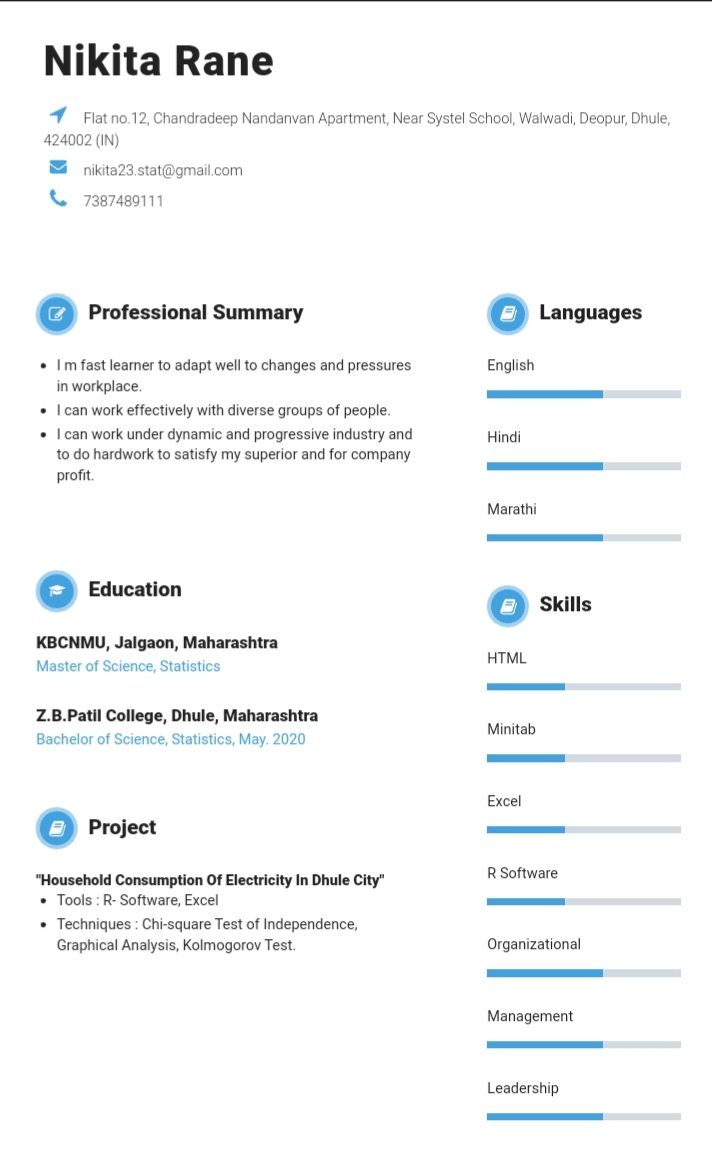 Nikita Rane
Flat no.12, Chandradeep Nandanvan Apartment, Near Systel School, Walwadi, Deopur, Dhule,
424002 (IN)
nikita23.stat@gmail.com
7387489111
Professional Summary
• I m fast learner to adapt well to changes and pressures
in workplace.
• I can work effectively with diverse groups of people.
• I can work under dynamic and progressive industry and
to do hardwork to satisfy my superior and for company
profit.
Education
KBCNMU, Jalgaon, Maharashtra
Master of Science, Statistics
Z.B.Patil College, Dhule, Maharashtra
Bachelor of Science, Statistics, May. 2020
Project
"Household Consumption Of Electricity In Dhule City"
• Tools : R- Software, Excel
• Techniques : Chi-square Test of Independence,
Graphical Analysis, Kolmogorov Test.
Languages
English
Hindi
Marathi
Skills
HTML
Minitab
Excel
R Software
Organizational
Management
Leadership